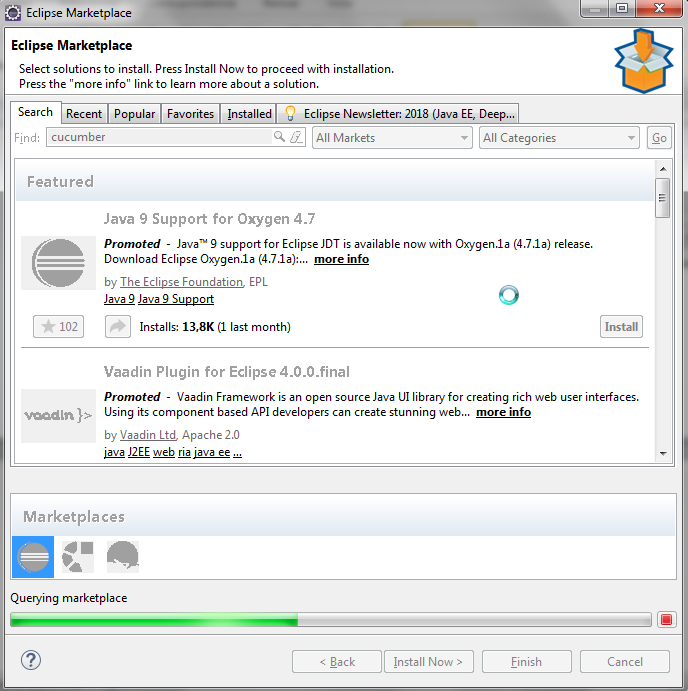 Eclipse Marketplace
Eclipse Marketplace
Select solutions to install. Press Install Now to proceed with installation.
Press the "more info" link to learn more about a solution.
Search Recent Popular Favorites Installed Eclipse Newsletter: 2018 (Java EE, Deep...
Find: cucumber All Markets All Categories Go
Featured
Java 9 Support for Oxygen 4.7
Promoted - Java™ 9 support for Eclipse JDT is available now with Oxygen.1a (4.7.1a) release.
Download Eclipse Oxygen.1a (4.7.1a):... more info
by The Eclipse Foundation, EPL
Java 9 Java 9 Support
102 Installs: 13,8K (1 last month) Install
Vaadin Plugin for Eclipse 4.0.0.final
Promoted - Vaadin Framework is an open source Java UI library for creating rich web user interfaces.
vaadin }> Using its component based API developers can create stunning web... more info
by Vaadin Ltd, Apache 2.0
java J2EE web ria java ee ...
Marketplaces
Querying marketplace
? < Back Install Now > Finish Cancel